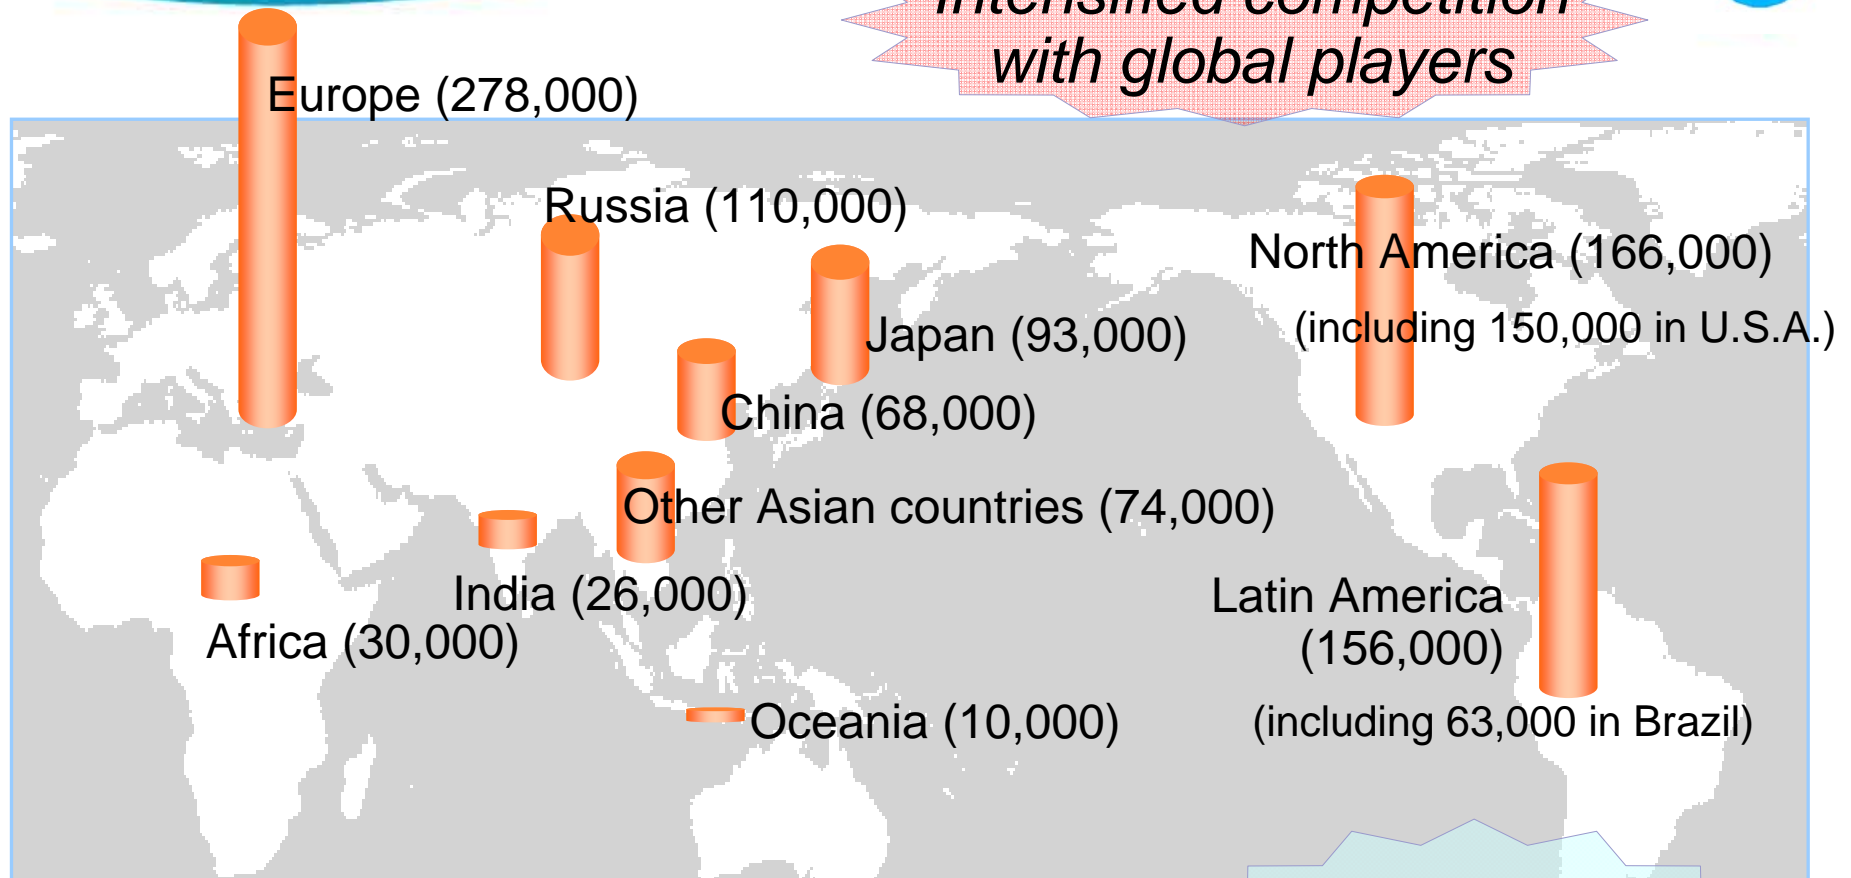 Intensified competition
with global players
Europe (278,000)
Russia (110,000)
North America (166,000)
(including 150,000 in U.S.A.)
Japan (93,000)
China (68,000)
Other Asian countries (74,000)
India (26,000)
Africa (30,000)
Latin America
(156,000)
Oceania (10,000)
(including 63,000 in Brazil)